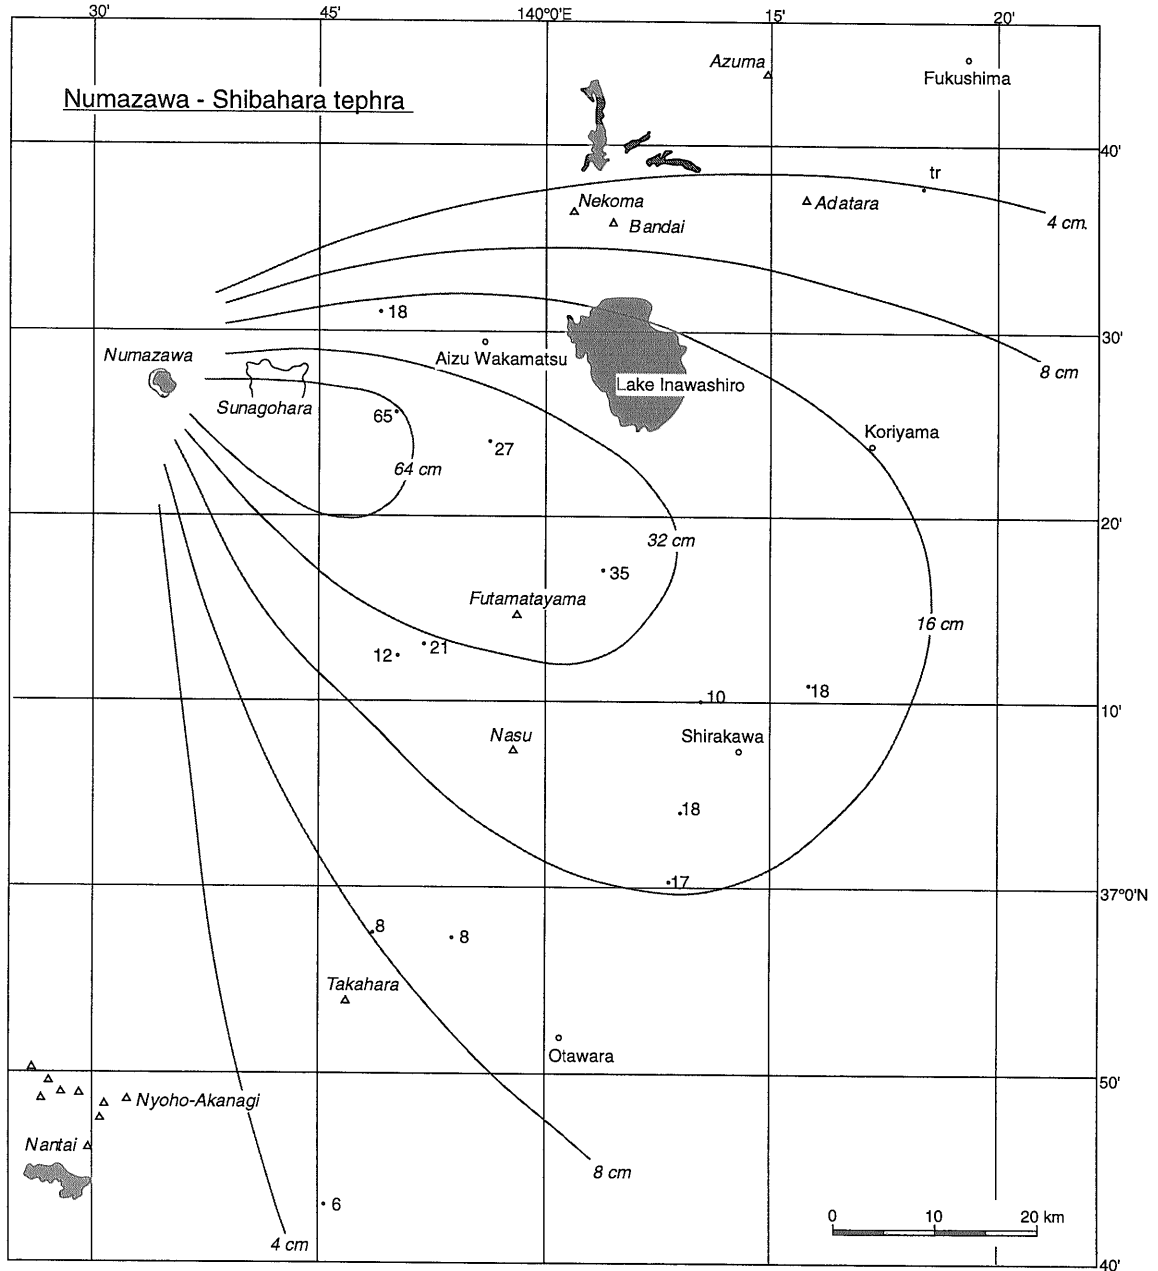 30'
45'
140°0'E
15'
20'
Azuma
Fukushima
Numazawa - Shibahara tephra
40'
tr
Nekoma
Adatara
4 cm.
Bandai
18
30'
Numazawa
Aizu Wakamatsu
8 cm
Lake Inawashiro
Sunagohara
65
Koriyama
27
64 cm
20'
32 cm
35
Futamatayama
16 cm
21
12
18
10
10'
Nasu
Shirakawa
18
17
37°0'N
8
8
Takahara
Otawara
50'
Nyoho-Akanagi
Nantai
8 cm
6
0 10 20 km
4 cm
40'